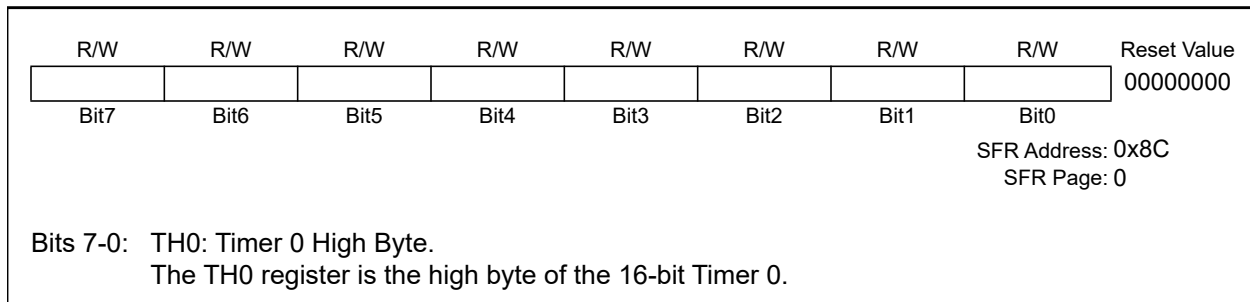 R/W R/W R/W R/W R/W R/W R/W R/W Reset Value
00000000
Bit7 Bit6 Bit5 Bit4 Bit3 Bit2 Bit1 Bit0
SFR Address: 0x8C
SFR Page: 0
Bits 7-0: TH0: Timer 0 High Byte.
The TH0 register is the high byte of the 16-bit Timer 0.